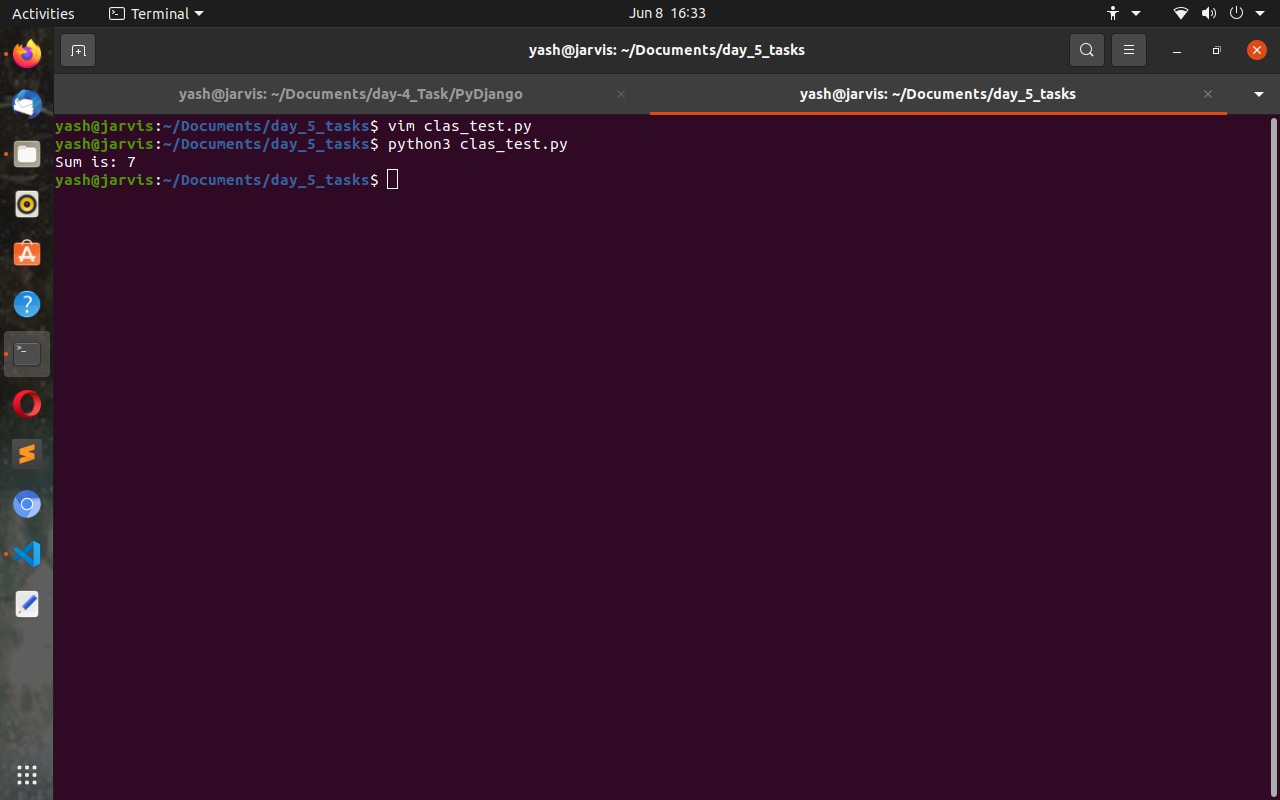 Activities Terminal Jun 8 16:33
yash@jarvis: ~/Documents/day_5_tasks
yash@jarvis: ~/Documents/day-4_Task/PyDjango yash@jarvis: ~/Documents/day_5_tasks
yash@jarvis:~/Documents/day_5_tasks$ vim clas_test.py
yash@jarvis:~/Documents/day_5_tasks$ python3 clas_test.py
Sum is: 7
yash@jarvis:~/Documents/day_5_tasks$